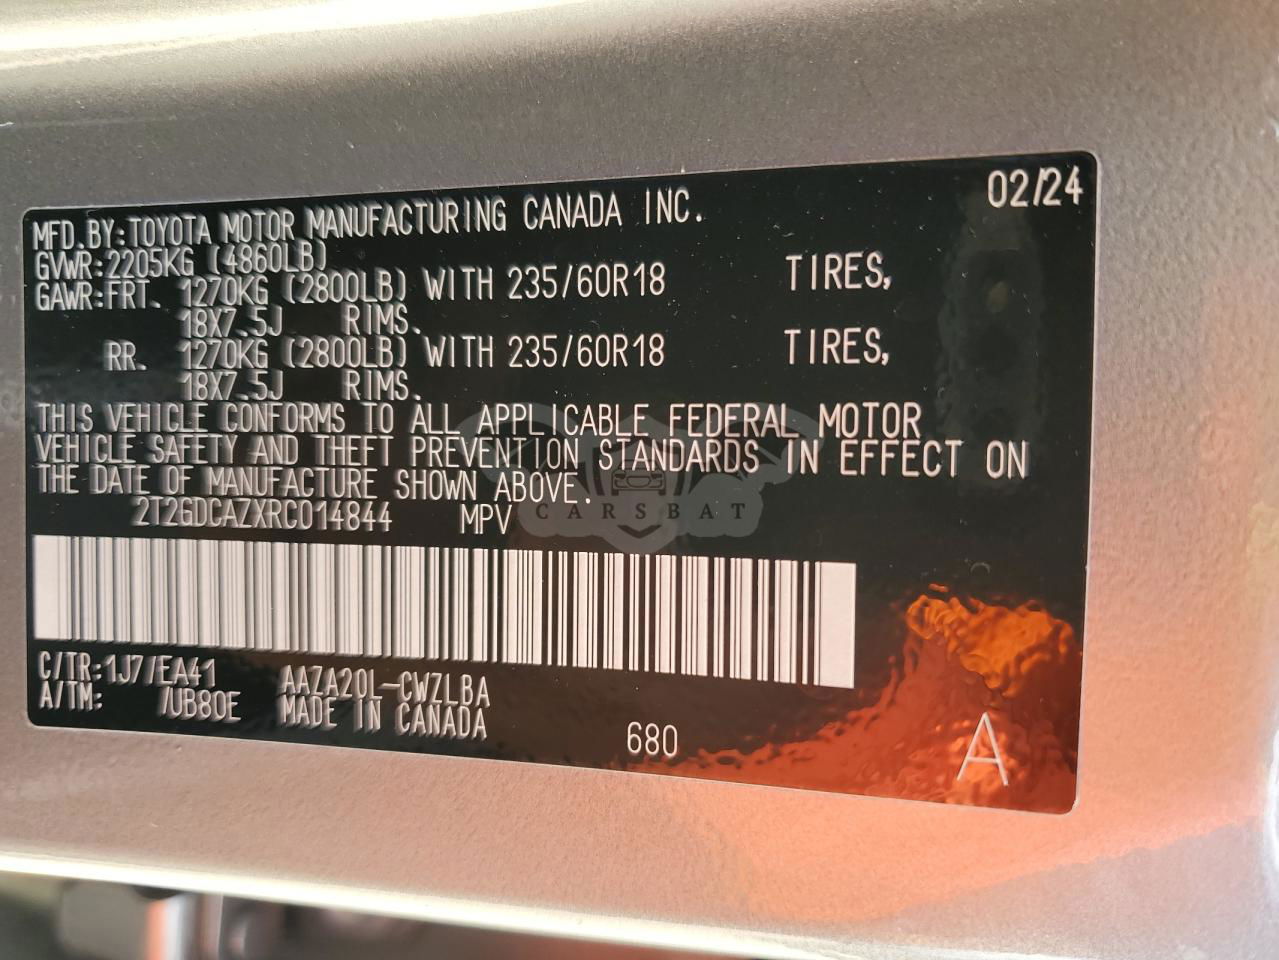 02/24
MFD.BY:TOYOTA MOTOR MANUFACTURING CANADA INC.
GVWR:2205KG (4860LB)
GAWR:FRT. 1270KG (2800LB) WITH 235/60R18 TIRES,
18X7.5J RIMS.
RR. 1270KG (2800LB) WITH 235/60R18 TIRES,
18X7.5J RIMS.
THIS VEHICLE CONFORMS TO ALL APPLICABLE FEDERAL MOTOR
VEHICLE SAFETY AND THEFT PREVENTION STANDARDS IN EFFECT ON
THE DATE OF MANUFACTURE SHOWN ABOVE.
2T2GDCAZXRC014844 MPV
CARSBAT
C/TR:1J7/EA41 AAZA20L-CWZLBA
A/TM: /UB80E MADE IN CANADA
680
A